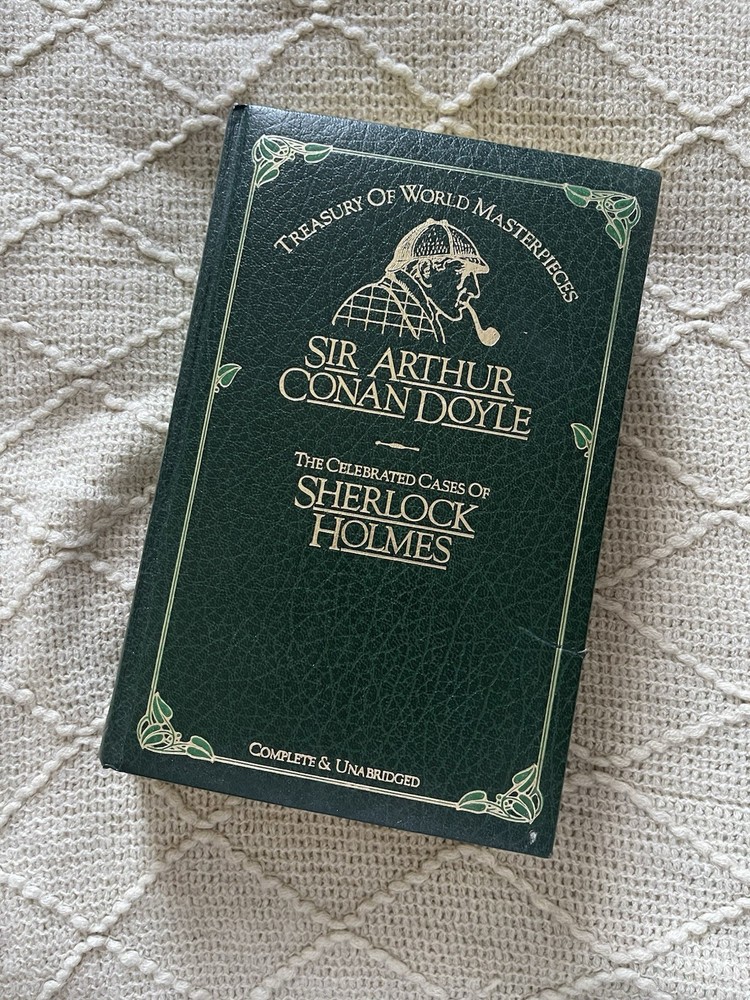 Treasury Of World Masterpieces
Sir Arthur
Conan Doyle
The Celebrated Cases Of
Sherlock
Holmes
Complete & Unabridged